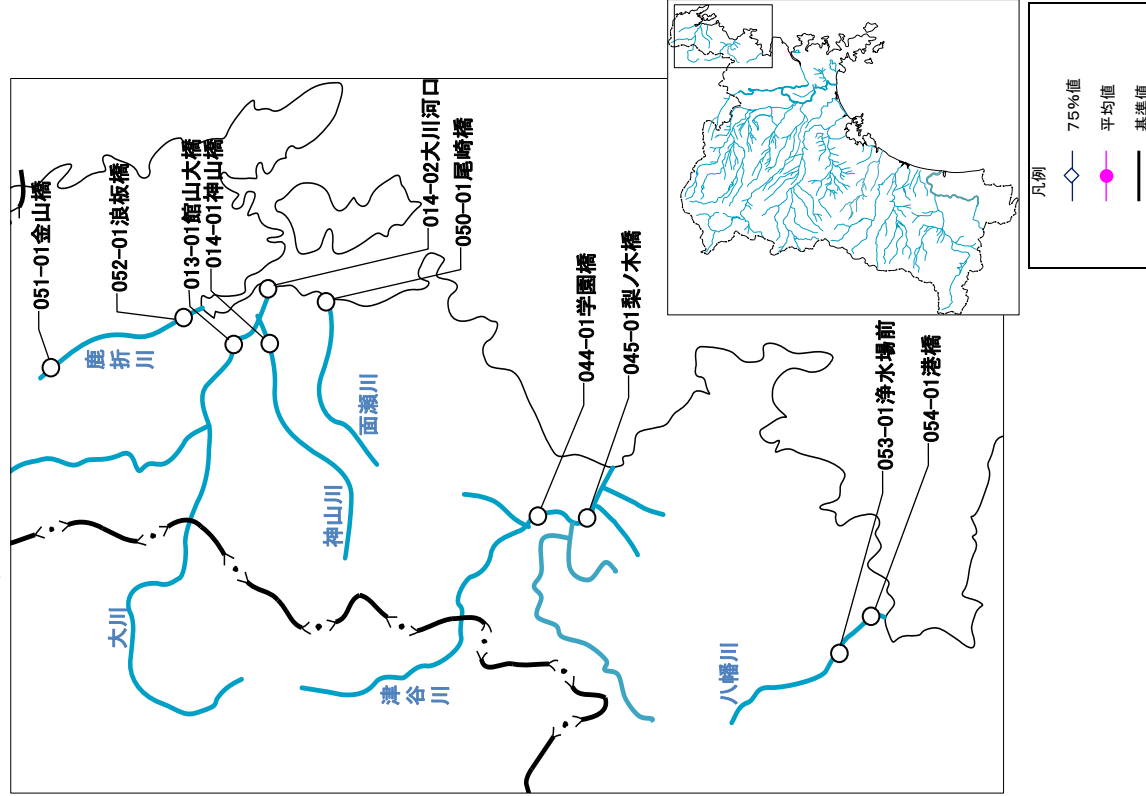 051-01金山橋
052-01浪板橋
013-01館山大橋
014-01神山橋
014-02大川河口
050-01尾崎橋
044-01学園橋
045-01梨ノ木橋
053-01浄水場前
054-01港橋
鹿折川
面瀬川
神山川
大川
津谷川
八幡川
凡例
75%値
平均値
基準値